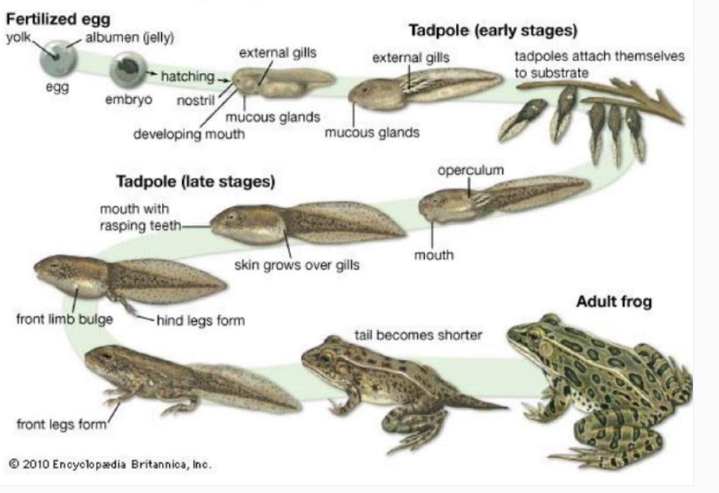 Fertilized egg
yolk
albumen (jelly)
egg
embryo
hatching
nostril
developing mouth
external gills
mucous glands
Tadpole (early stages)
external gills
mucous glands
tadpoles attach themselves
to substrate
Tadpole (late stages)
operculum
mouth
mouth with
rasping teeth
skin grows over gills
front limb bulge
hind legs form
front legs form
tail becomes shorter
Adult frog
© 2010 Encyclopædia Britannica, Inc.